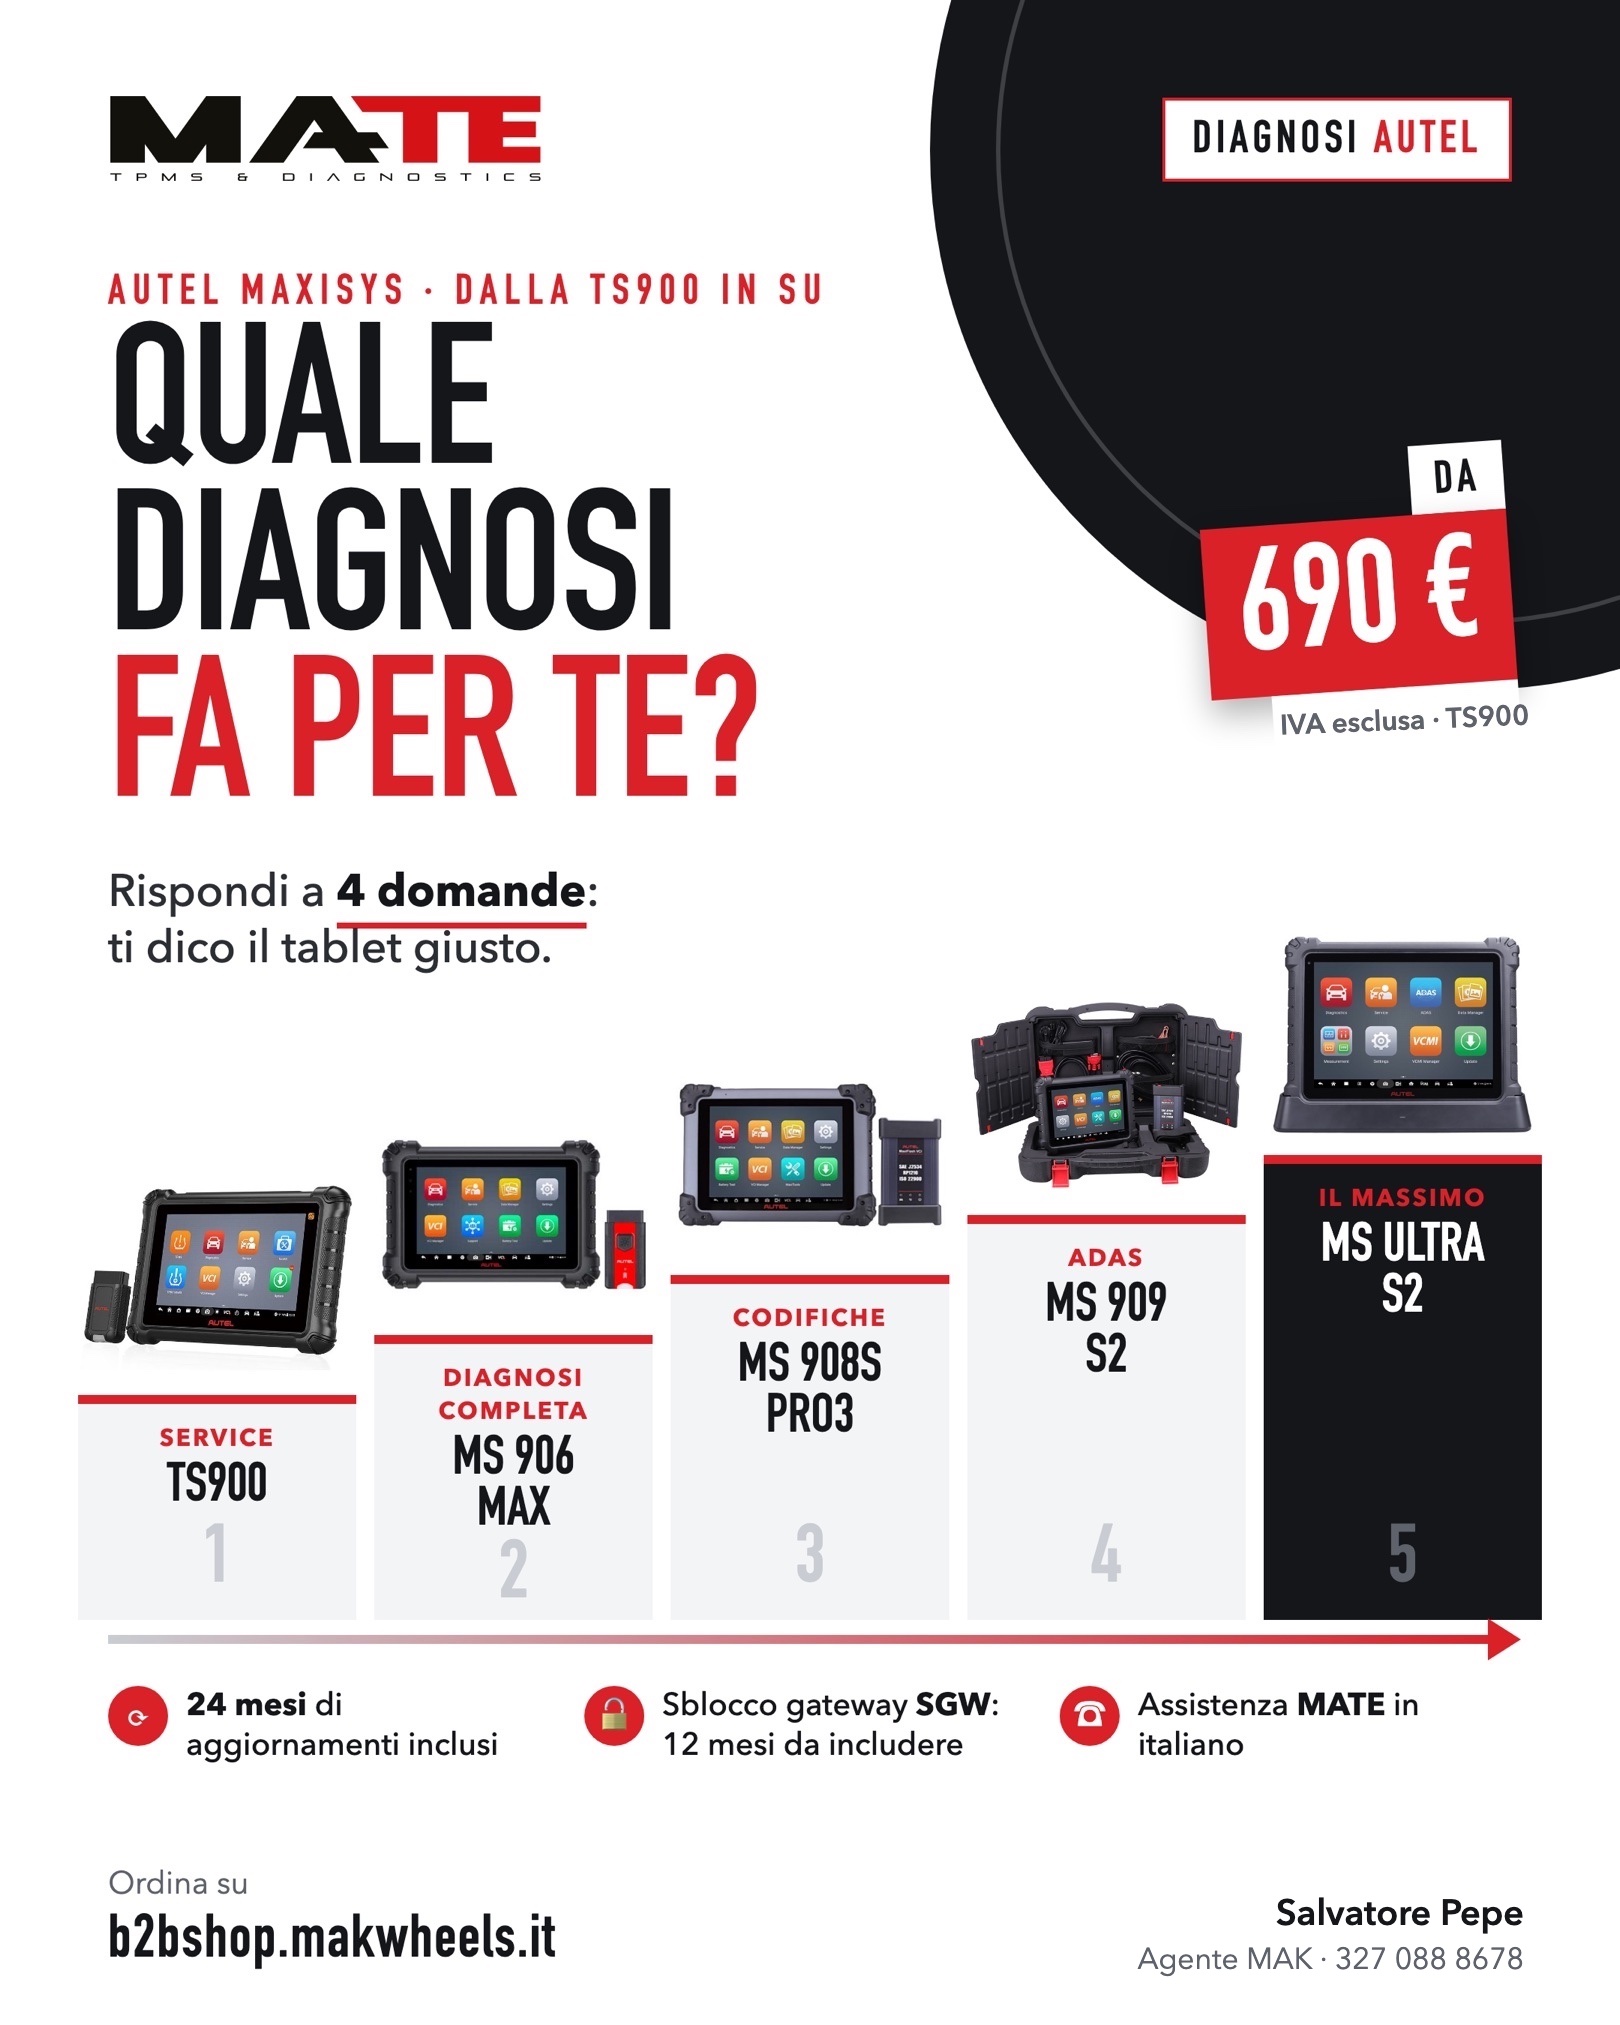 MATE
TPMS & DIAGNOSTICS
DIAGNOSI AUTEL
AUTEL MAXISYS · DALLA TS900 IN SU
QUALE
DIAGNOSI
FA PER TE?
DA
690 €
IVA esclusa · TS900
Rispondi a 4 domande:
ti dico il tablet giusto.
SERVICE
TS900
1
DIAGNOSI
COMPLETA
MS 906
MAX
2
CODIFICHE
MS 908S
PRO3
3
ADAS
MS 909
S2
4
IL MASSIMO
MS ULTRA
S2
5
24 mesi di
aggiornamenti inclusi
Sblocco gateway SGW:
12 mesi da includere
Assistenza MATE in
italiano
Ordina su
b2bshop.makwheels.it
Salvatore Pepe
Agente MAK · 327 088 8678